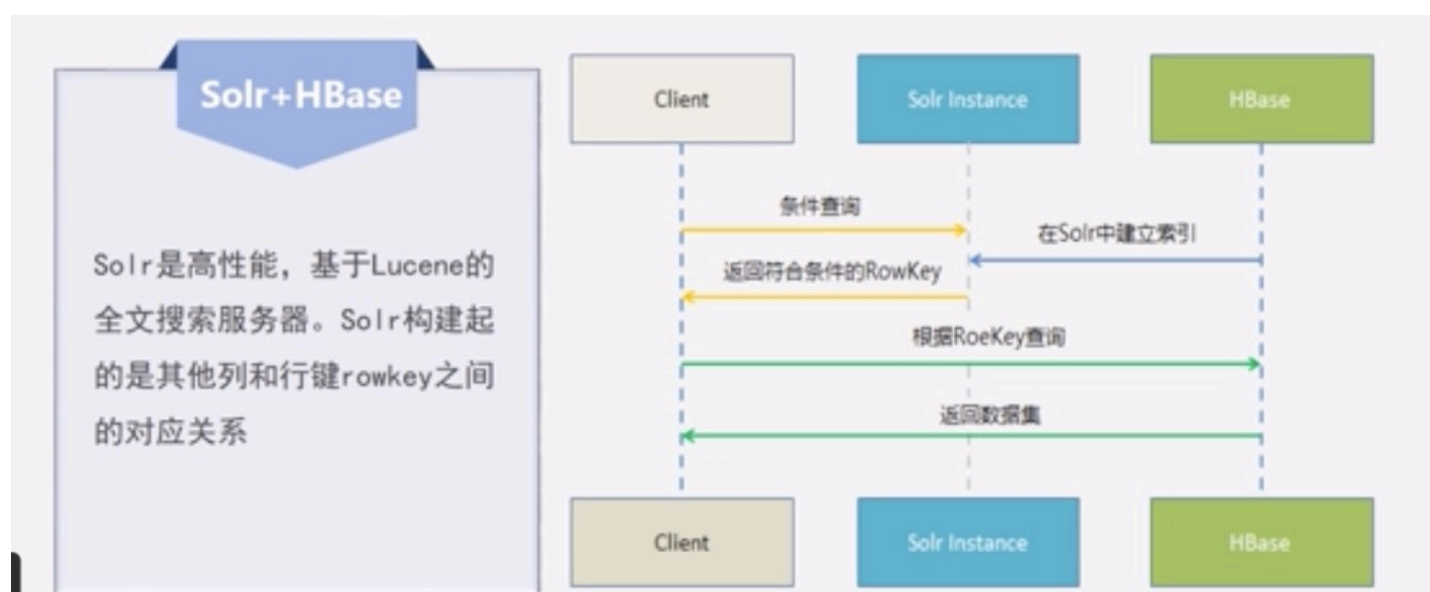 Solr+HBase
Solr是高性能，基于Lucene的
全文搜索服务器。Solr构建起
的是其他列和行键rowkey之间
的对应关系
Client
Solr Instance
HBase
条件查询
在Solr中建立索引
返回符合条件的RowKey
根据RoeKey查询
返回数据集
Client
Solr Instance
HBase